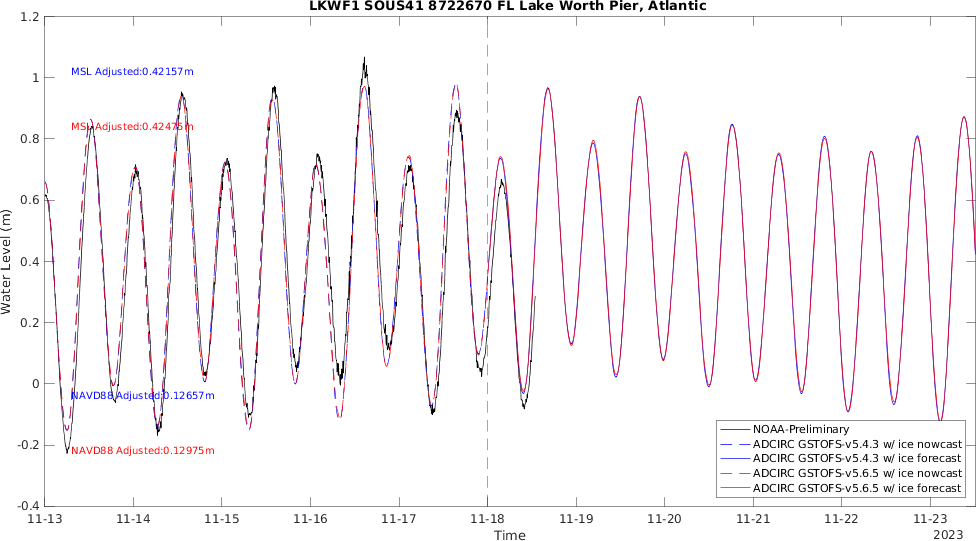 LKWF1 SOUS41 8722670 FL Lake Worth Pier, Atlantic
1.2
1
0.8
0.6
0.4
0.2
0
-0.2
-0.4
Water Level (m)
MSL Adjusted:0.42157m
MSL Adjusted:0.42475m
NAVD88 Adjusted:0.12657m
NAVD88 Adjusted:0.12975m
NOAA-Preliminary
ADCIRC GSTOFS-v5.4.3 w/ ice nowcast
ADCIRC GSTOFS-v5.4.3 w/ ice forecast
ADCIRC GSTOFS-v5.6.5 w/ ice nowcast
ADCIRC GSTOFS-v5.6.5 w/ ice forecast
11-13 11-14 11-15 11-16 11-17 11-18 11-19 11-20 11-21 11-22 11-23
Time
2023